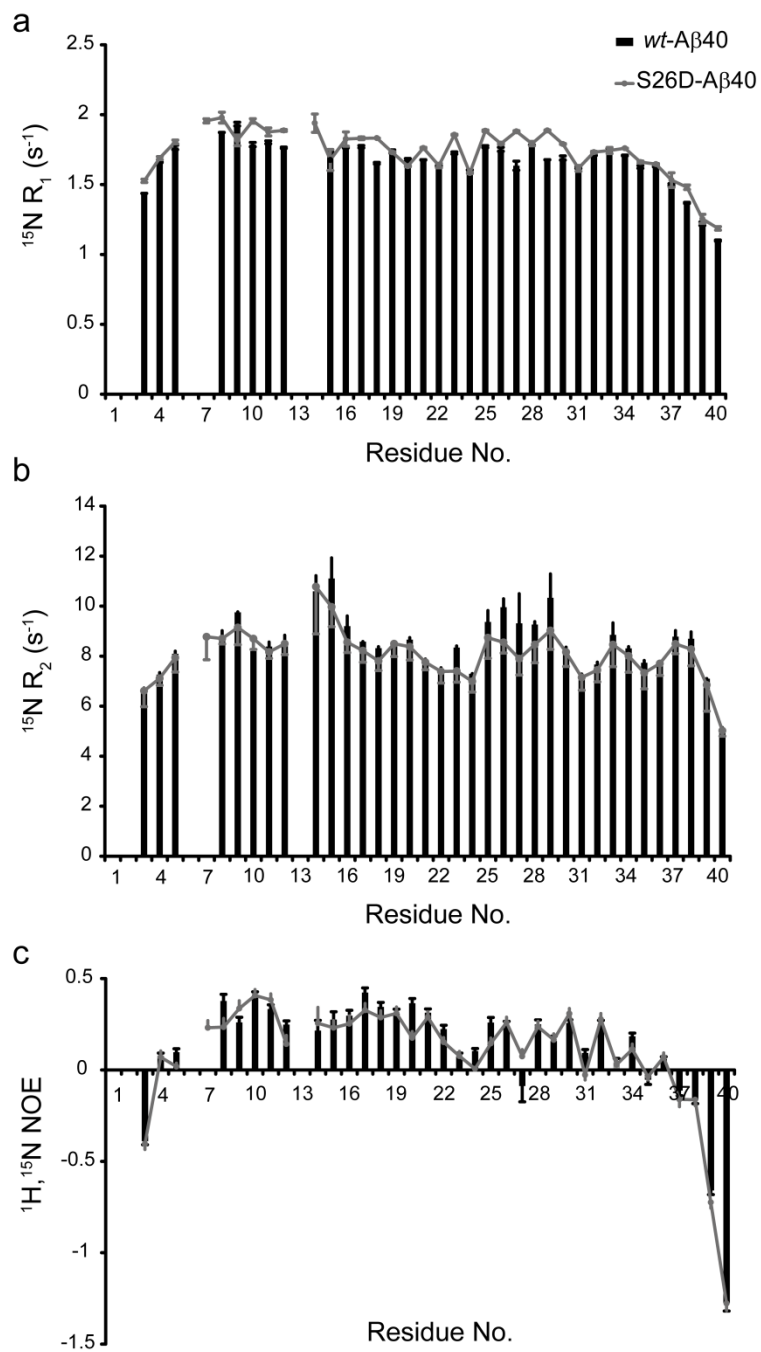 a
wt-Aβ40
S26D-Aβ40
2.5
2
1.5
1
0.5
0
¹⁵N R₁ (s⁻¹)
1 4 7 10 13 16 19 22 25 28 31 34 37 40
Residue No.
b
14
12
10
8
6
4
2
0
¹⁵N R₂ (s⁻¹)
1 4 7 10 13 16 19 22 25 28 31 34 37 40
Residue No.
c
0.5
0
-0.5
-1
-1.5
¹H,¹⁵N NOE
1 4 7 10 13 16 19 22 25 28 31 34 37 40
Residue No.